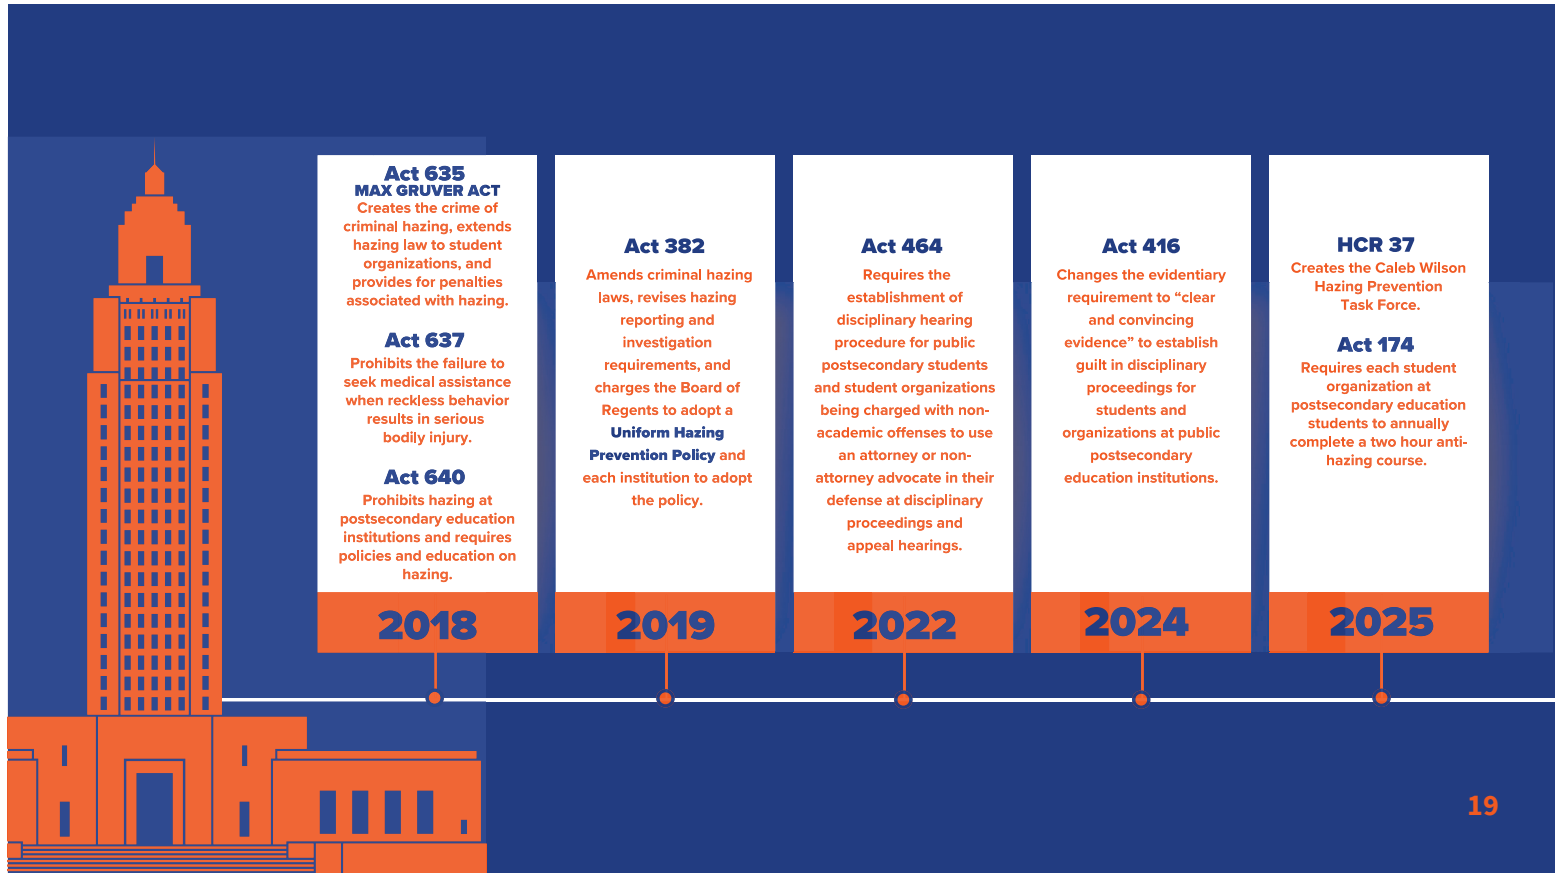 Act 635
MAX GRUVER ACT
Creates the crime of
criminal hazing, extends
hazing law to student
organizations, and
provides for penalties
associated with hazing.
Act 637
Prohibits the failure to
seek medical assistance
when reckless behavior
results in serious
bodily injury.
Act 640
Prohibits hazing at
postsecondary education
institutions and requires
policies and education on
hazing.
2018
Act 382
Amends criminal hazing
laws, revises hazing
reporting and
investigation
requirements, and
charges the Board of
Regents to adopt a
Uniform Hazing
Prevention Policy and
each institution to adopt
the policy.
2019
Act 464
Requires the
establishment of
disciplinary hearing
procedure for public
postsecondary students
and student organizations
being charged with non-
academic offenses to use
an attorney or non-
attorney advocate in their
defense at disciplinary
proceedings and
appeal hearings.
2022
Act 416
Changes the evidentiary
requirement to “clear
and convincing
evidence” to establish
guilt in disciplinary
proceedings for
students and
organizations at public
postsecondary
education institutions.
2024
HCR 37
Creates the Caleb Wilson
Hazing Prevention
Task Force.
Act 174
Requires each student
organization at
postsecondary education
students to annually
complete a two hour anti-
hazing course.
2025
19